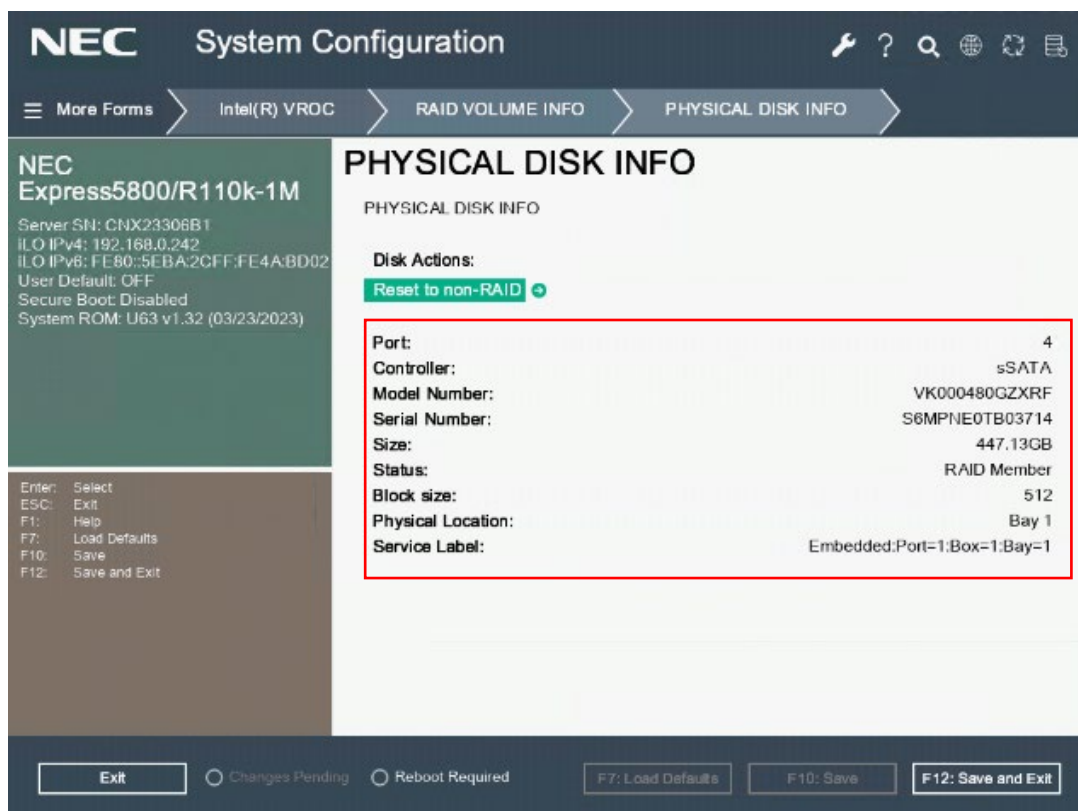 NEC System Configuration
?
More Forms Intel(R) VROC RAID VOLUME INFO PHYSICAL DISK INFO
NEC
Express5800/R110k-1M
Server SN: CNX23306B1
iLO IPv4: 192.168.0.242
iLO IPv6: FE80::5EBA:2CFF:FE4A:BD02
User Default: OFF
Secure Boot: Disabled
System ROM: U63 v1.32 (03/23/2023)
Enter: Select
ESC: Exit
F1: Help
F7: Load Defaults
F10: Save
F12: Save and Exit
PHYSICAL DISK INFO
PHYSICAL DISK INFO
Disk Actions:
Reset to non-RAID
Port: 4
Controller: sSATA
Model Number: VK000480GZXRF
Serial Number: S6MPNE0TB03714
Size: 447.13GB
Status: RAID Member
Block size: 512
Physical Location: Bay 1
Service Label: Embedded:Port=1:Box=1:Bay=1
Exit Changes Pending Reboot Required F7: Load Defaults F10: Save F12: Save and Exit